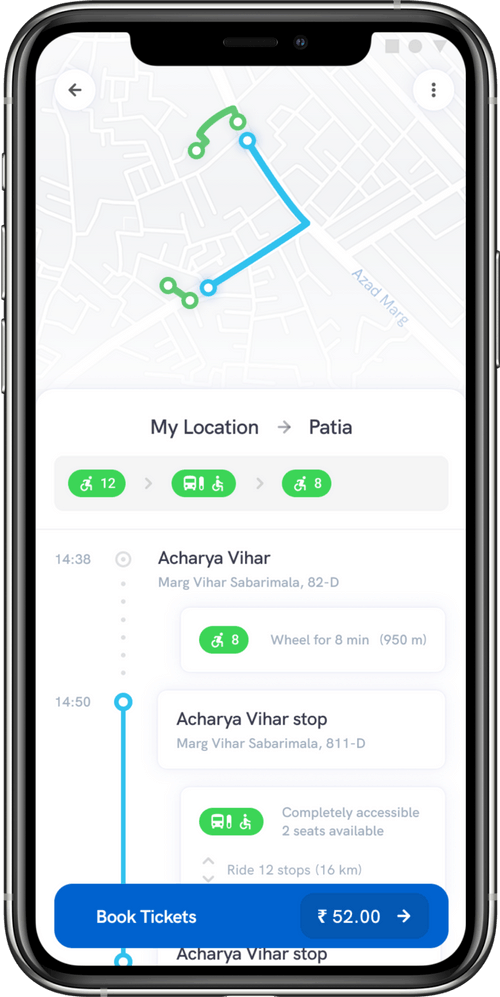 Azad Marg
My Location → Patia
12 > > 8
14:38
Acharya Vihar
Marg Vihar Sabarimala, 82-D
8 Wheel for 8 min (950 m)
14:50
Acharya Vihar stop
Marg Vihar Sabarimala, 811-D
Completely accessible
2 seats available
Ride 12 stops (16 km)
Book Tickets ₹ 52.00 →
Acharya Vihar stop